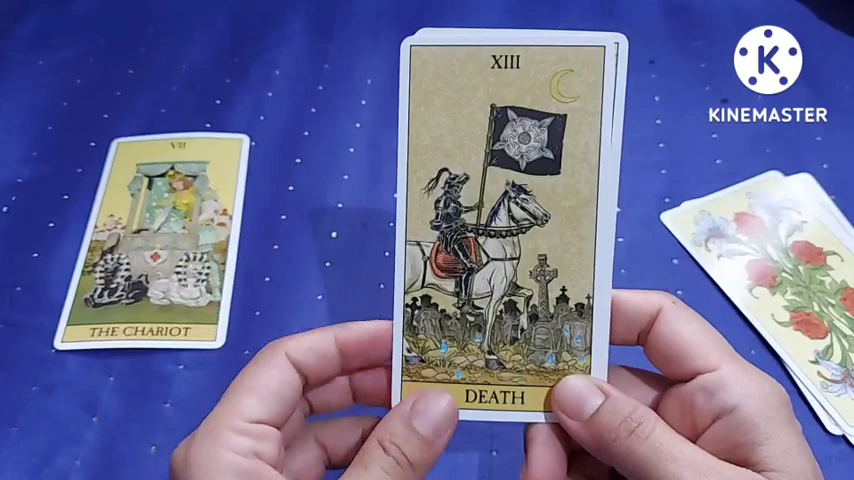 XIII
KINEMASTER
VII
THE CHARIOT
DEATH